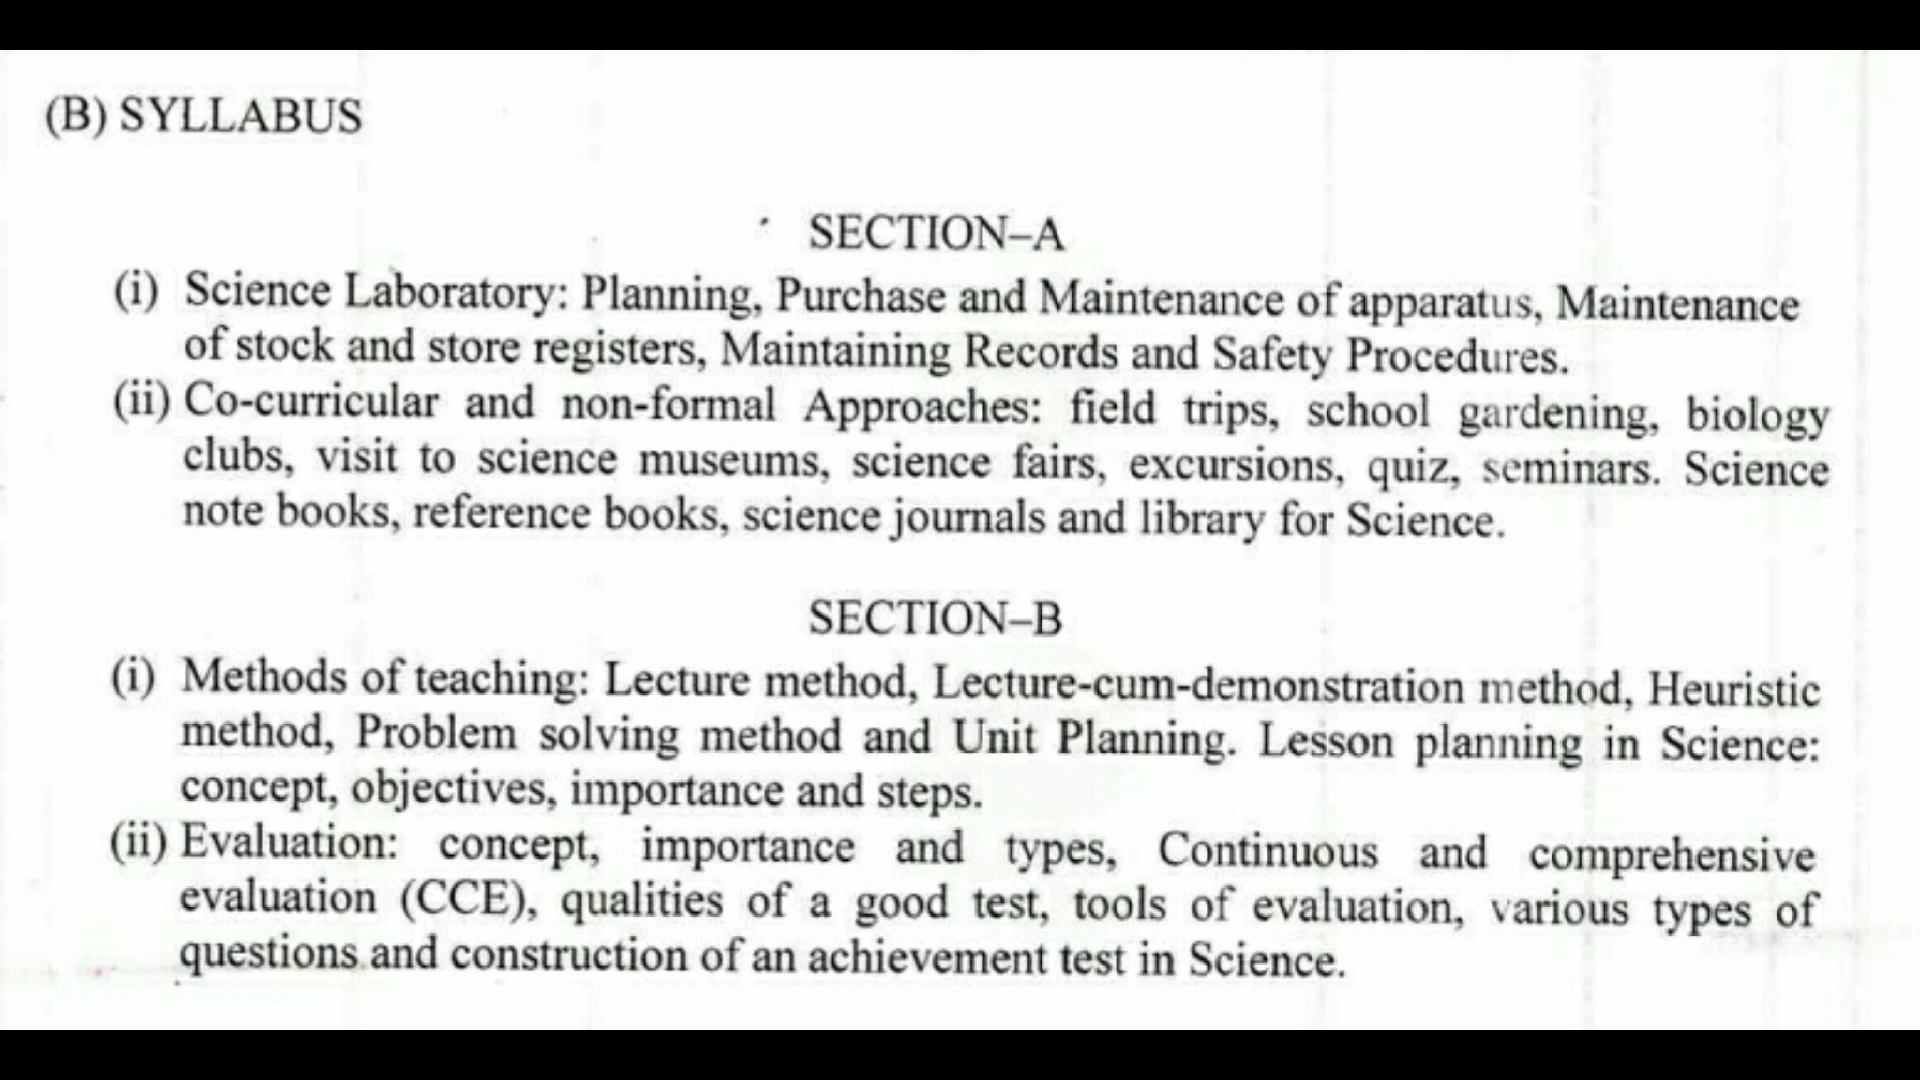 (B) SYLLABUS
SECTION–A
(i) Science Laboratory: Planning, Purchase and Maintenance of apparatus, Maintenance
of stock and store registers, Maintaining Records and Safety Procedures.
(ii) Co-curricular and non-formal Approaches: field trips, school gardening, biology
clubs, visit to science museums, science fairs, excursions, quiz, seminars. Science
note books, reference books, science journals and library for Science.
SECTION–B
(i) Methods of teaching: Lecture method, Lecture-cum-demonstration method, Heuristic
method, Problem solving method and Unit Planning. Lesson planning in Science:
concept, objectives, importance and steps.
(ii) Evaluation: concept, importance and types, Continuous and comprehensive
evaluation (CCE), qualities of a good test, tools of evaluation, various types of
questions and construction of an achievement test in Science.